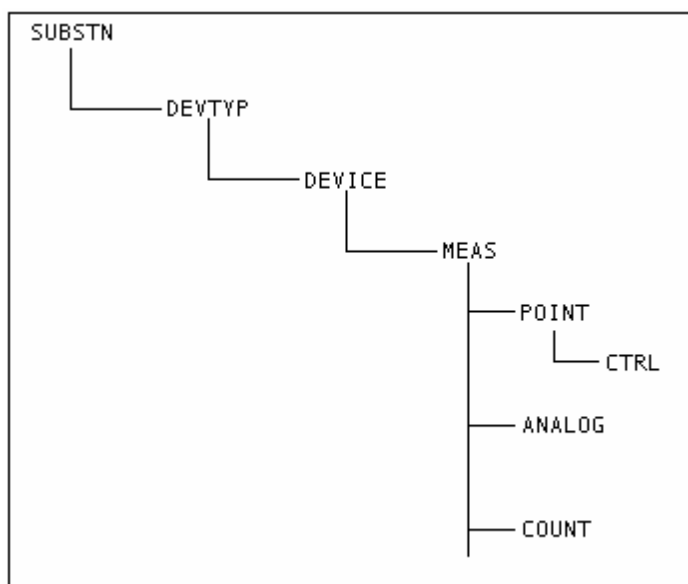 SUBSTN
DEVTYP
DEVICE
MEAS
POINT
CTRL
ANALOG
COUNT